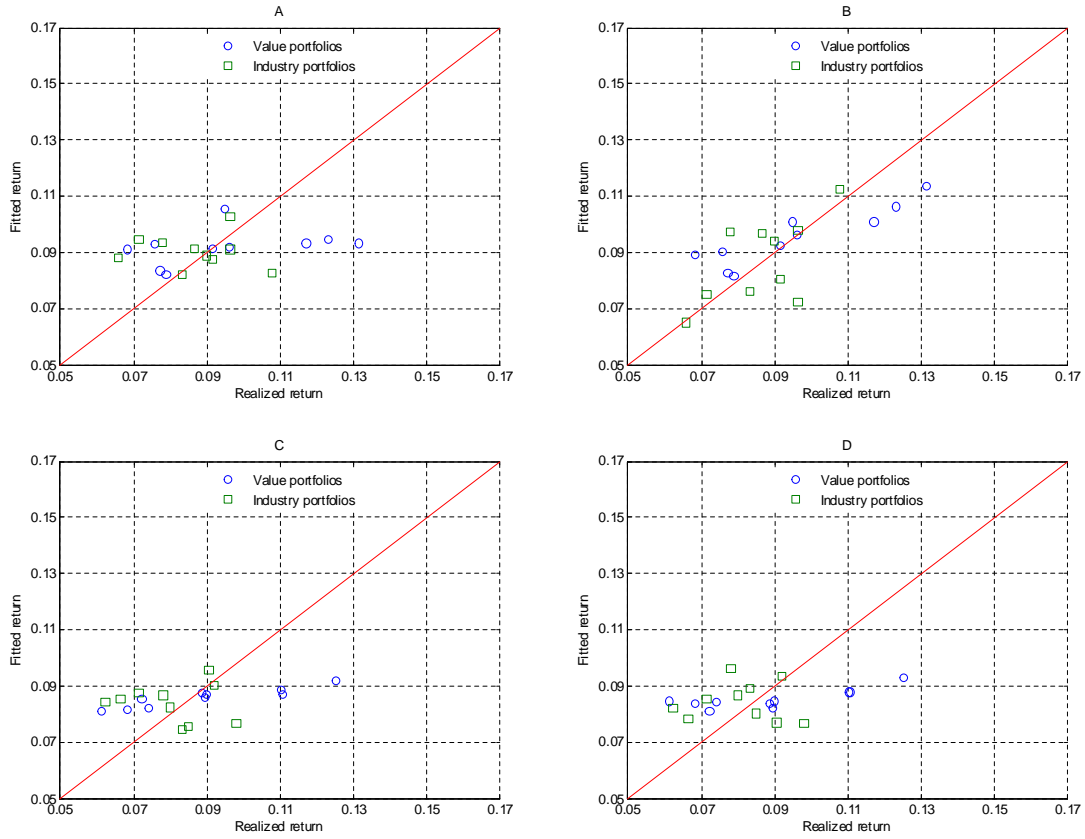 A
0.17
Value portfolios
Industry portfolios
0.15
0.13
0.11
0.09
0.07
0.05
Fitted return
0.05 0.07 0.09 0.11 0.13 0.15 0.17
Realized return
B
0.17
Value portfolios
Industry portfolios
0.15
0.13
0.11
0.09
0.07
0.05
Fitted return
0.05 0.07 0.09 0.11 0.13 0.15 0.17
Realized return
C
0.17
Value portfolios
Industry portfolios
0.15
0.13
0.11
0.09
0.07
0.05
Fitted return
0.05 0.07 0.09 0.11 0.13 0.15 0.17
Realized return
D
0.17
Value portfolios
Industry portfolios
0.15
0.13
0.11
0.09
0.07
0.05
Fitted return
0.05 0.07 0.09 0.11 0.13 0.15 0.17
Realized return